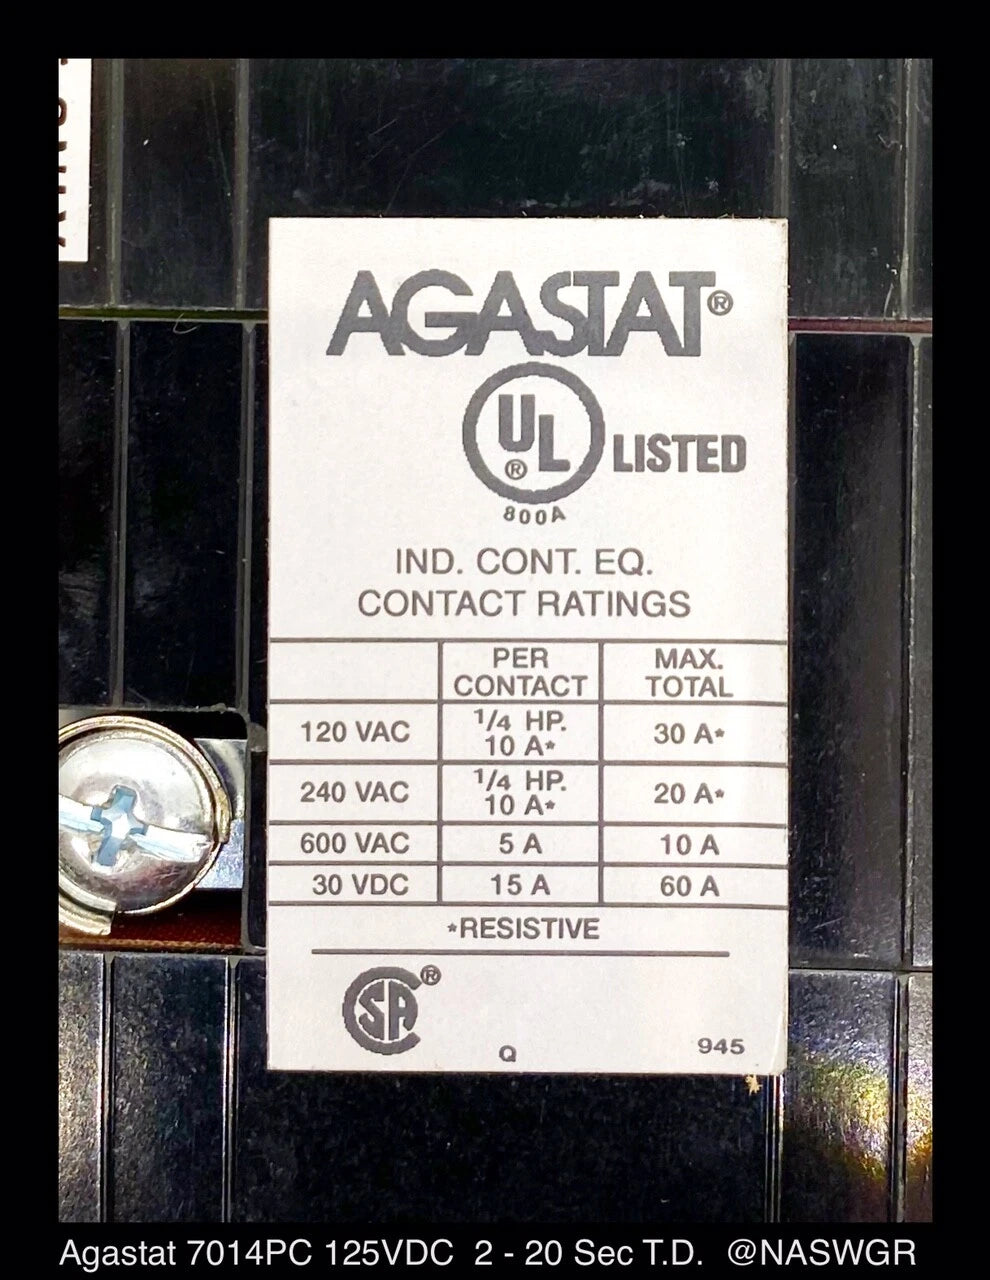 AGASTAT®
UL® LISTED
800A
IND. CONT. EQ.
CONTACT RATINGS
PER CONTACT MAX. TOTAL
120 VAC 1/4 HP. 10 A* 30 A*
240 VAC 1/4 HP. 10 A* 20 A*
600 VAC 5 A 10 A
30 VDC 15 A 60 A
*RESISTIVE
SA®
Q 945
Agastat 7014PC 125VDC 2 - 20 Sec T.D. @NASWGR